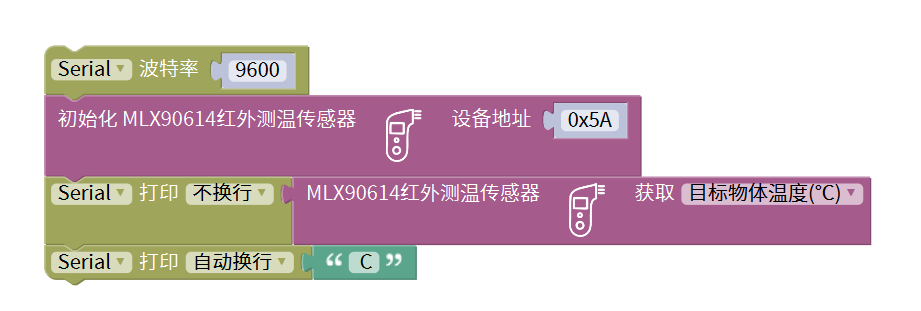 Serial 波特率 9600
初始化 MLX90614红外测温传感器 设备地址 0x5A
Serial 打印 不换行 MLX90614红外测温传感器 获取 目标物体温度(℃)
Serial 打印 自动换行 “ C ”